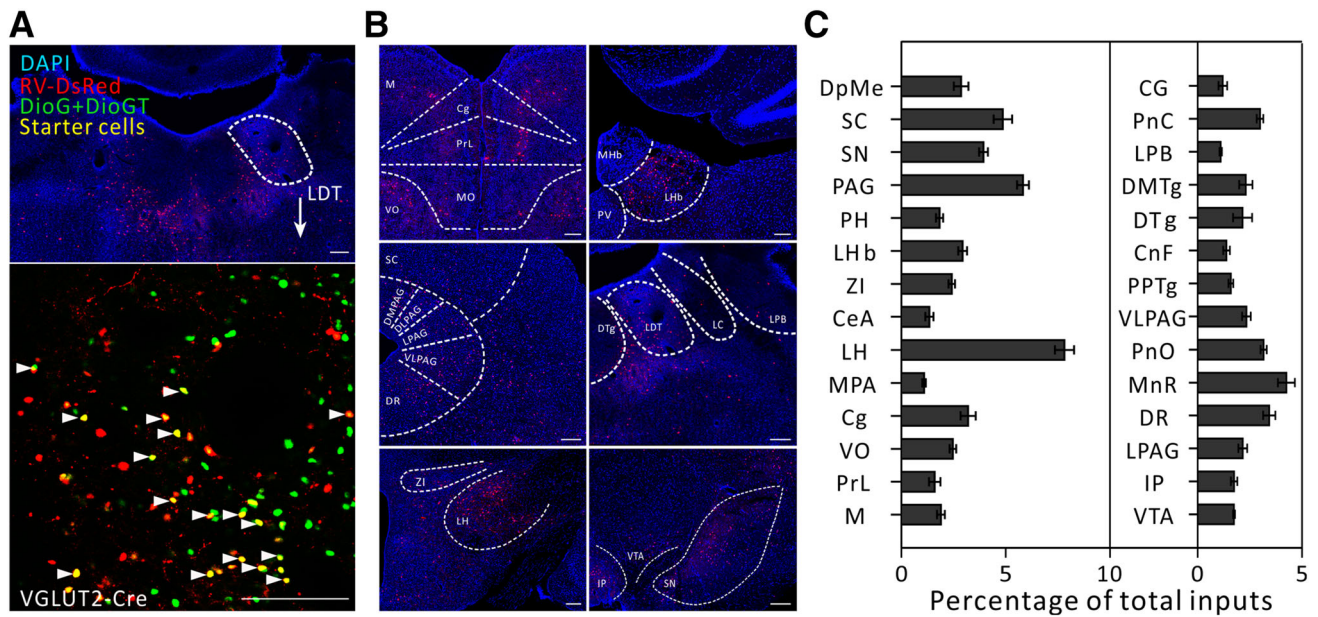 A
DAPI
RV-DsRed
DioG+DioGT
Starter cells
LDT
VGLUT2-Cre
B
M
Cg
PrL
MO
VO
MHb
LHb
PV
SC
DMPAG
DLPAG
LPAG
VLPAG
DR
DTg
LDT
LC
LPB
ZI
LH
VTA
IP
SN
C
DpMe
SC
SN
PAG
PH
LHb
ZI
CeA
LH
MPA
Cg
VO
PrL
M
0 5 10
CG
PnC
LPB
DMTg
DTg
CnF
PPTg
VLPAG
PnO
MnR
DR
LPAG
IP
VTA
0 5
Percentage of total inputs